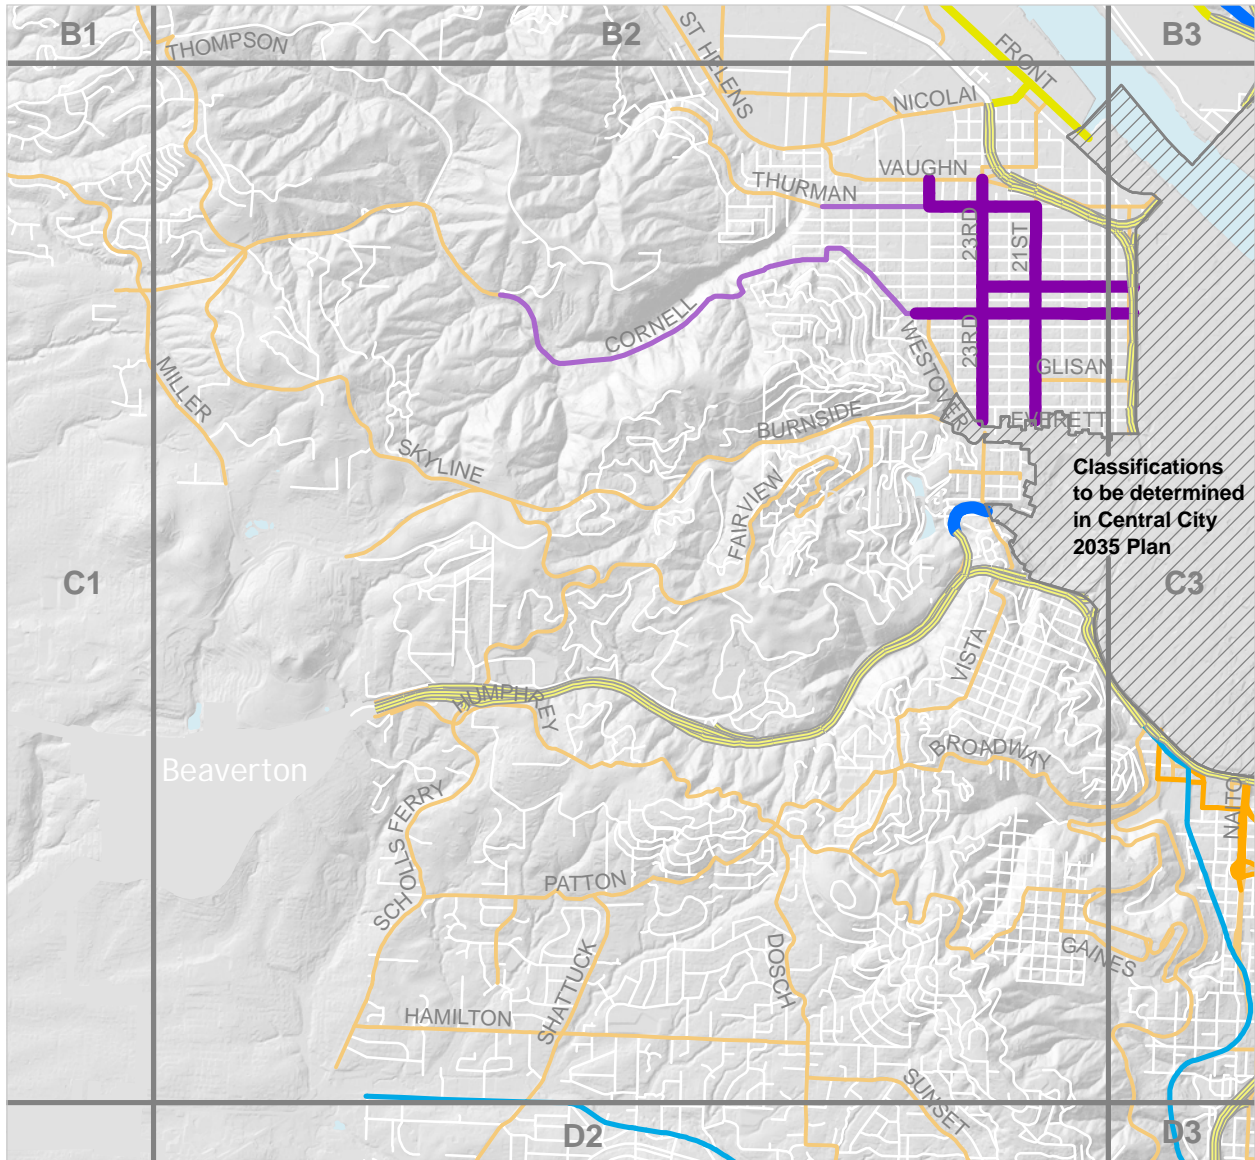 B1
B2
B3
THOMPSON
ST HELENS
FRONT
NICOLAI
VAUGHN
THURMAN
23RD
21ST
CORNELL
WESTOVER
23RD
GLISAN
MILLER
BURNSIDE
EVERETT
SKYLINE
FAIRVIEW
Classifications
to be determined
in Central City
2035 Plan
C1
C3
VISTA
HUMPHREY
BROADWAY
Beaverton
SCHOLLS FERRY
NAITO
PATTON
GAINES
DOSCH
SHATTUCK
HAMILTON
SUNSET
D2
D3